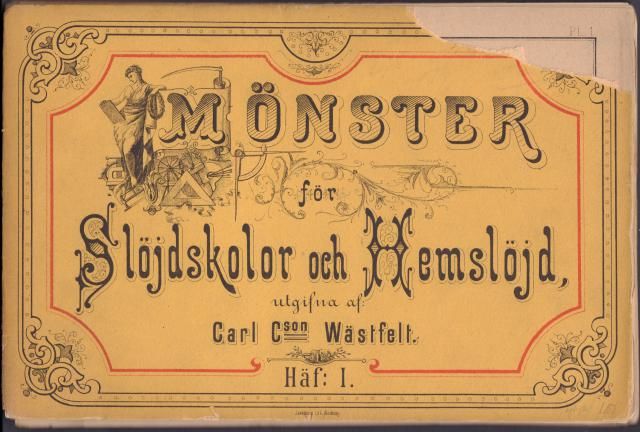 Pl. 1
MÖNSTER
för
Slöjdskolor och Hemslöjd,
utgifna af:
Carl Cson Wästfelt.
Häf: I.